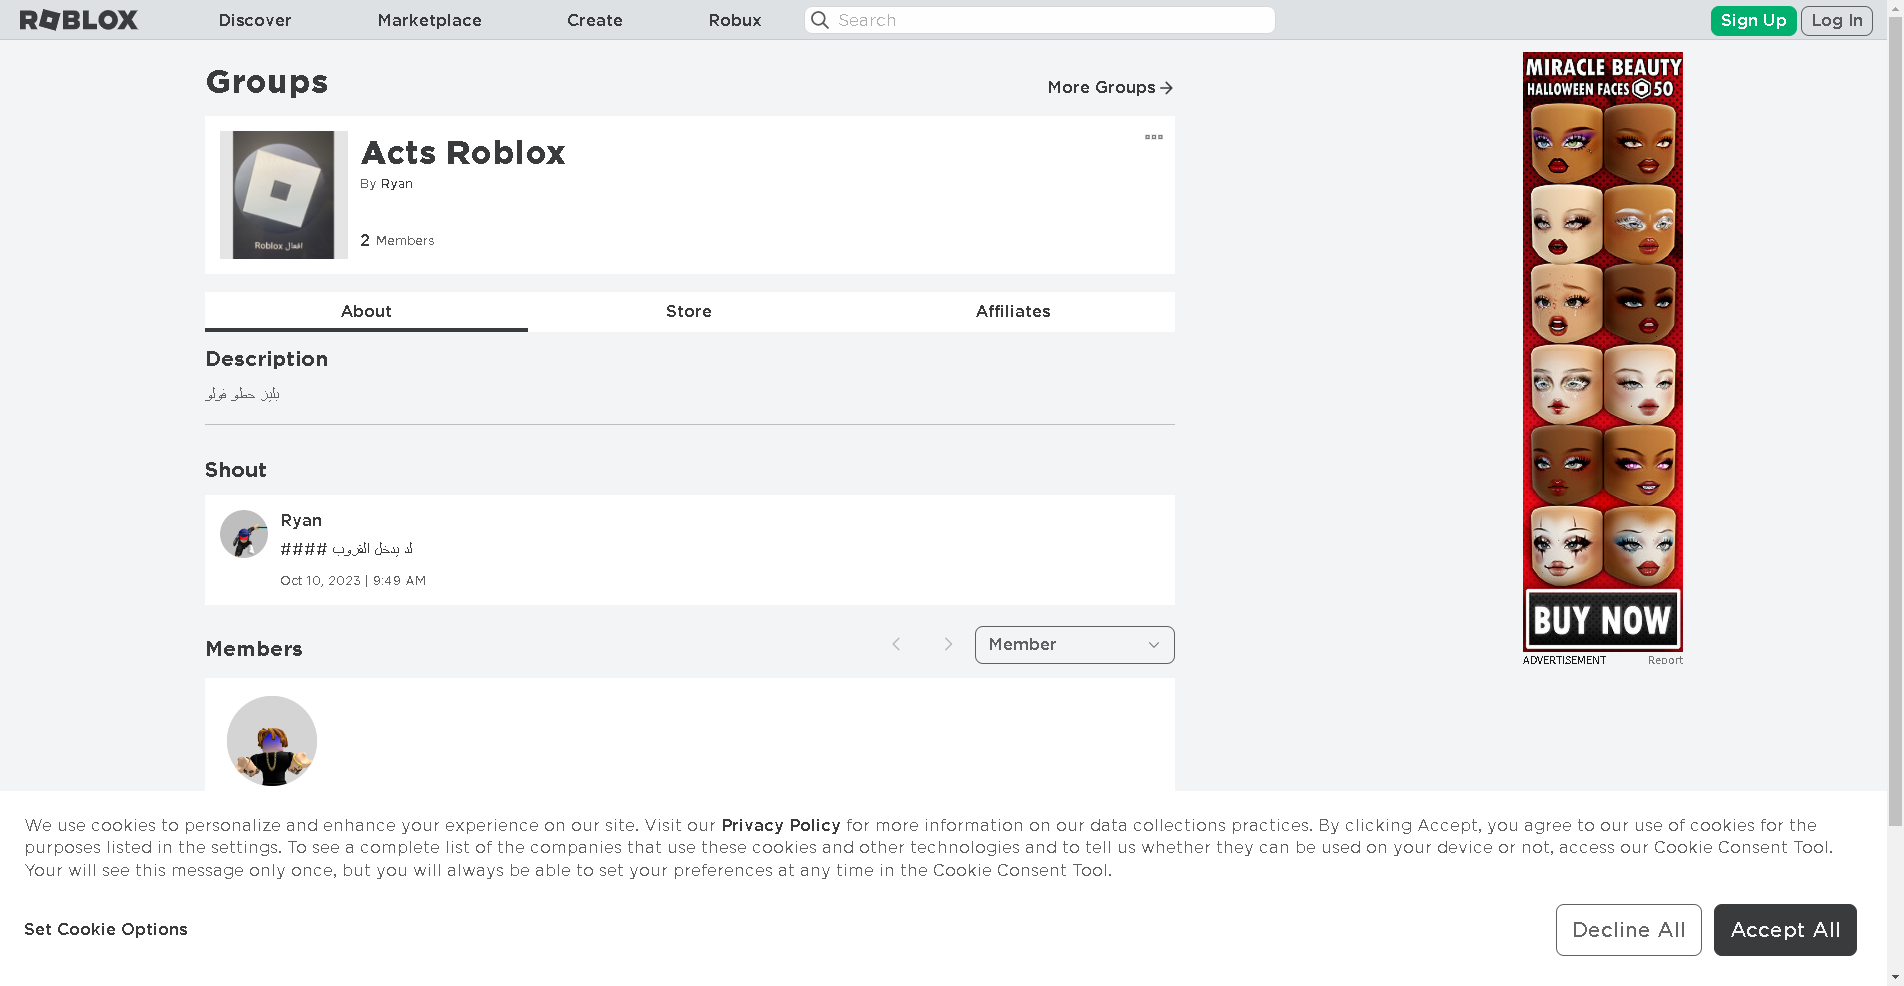 ROBLOX
Discover
Marketplace
Create
Robux
Search
Sign Up
Log In
Groups
More Groups
Acts Roblox
By Ryan
2 Members
افعال Roblox
About
Store
Affiliates
Description
بليز حطو فولو
Shout
Ryan
#### لد يدخل القروب
Oct 10, 2023 | 9:49 AM
Members
Member
MIRACLE BEAUTY
HALLOWEEN FACES 50
BUY NOW
ADVERTISEMENT
Report
We use cookies to personalize and enhance your experience on our site. Visit our Privacy Policy for more information on our data collections practices. By clicking Accept, you agree to our use of cookies for the
purposes listed in the settings. To see a complete list of the companies that use these cookies and other technologies and to tell us whether they can be used on your device or not, access our Cookie Consent Tool.
Your will see this message only once, but you will always be able to set your preferences at any time in the Cookie Consent Tool.
Set Cookie Options
Decline All
Accept All